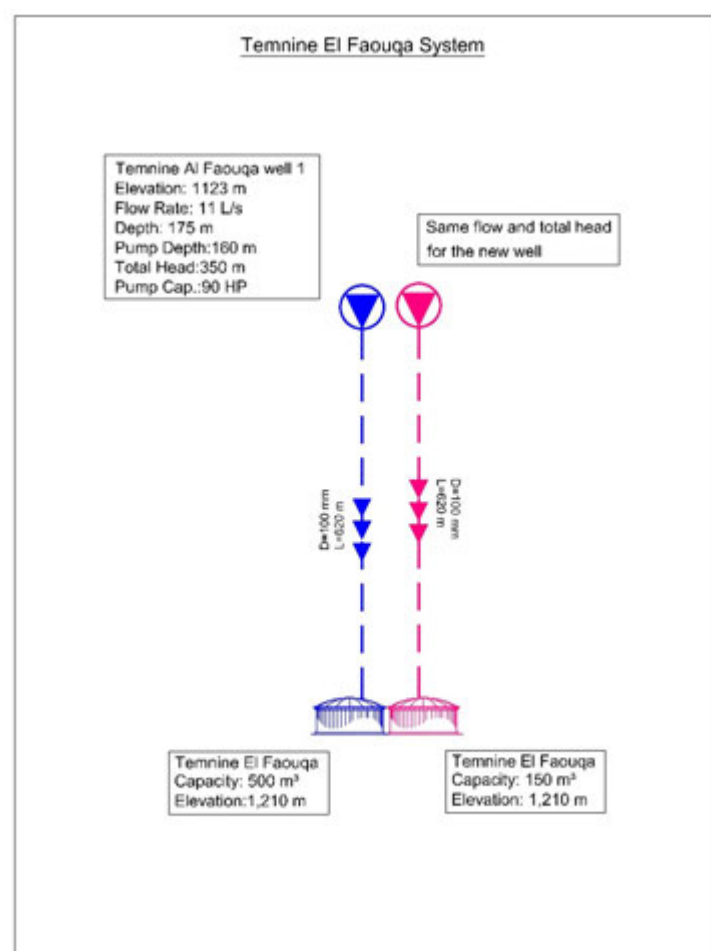 Temnine El Faouqa System
Temnine Al Faouqa well 1
Elevation: 1123 m
Flow Rate: 11 L/s
Depth: 175 m
Pump Depth:160 m
Total Head:350 m
Pump Cap.:90 HP
Same flow and total head
for the new well
D=100 mm
L=620 m
D=100 mm
L=620 m
Temnine El Faouqa
Capacity: 500 m³
Elevation:1,210 m
Temnine El Faouqa
Capacity: 150 m³
Elevation: 1,210 m